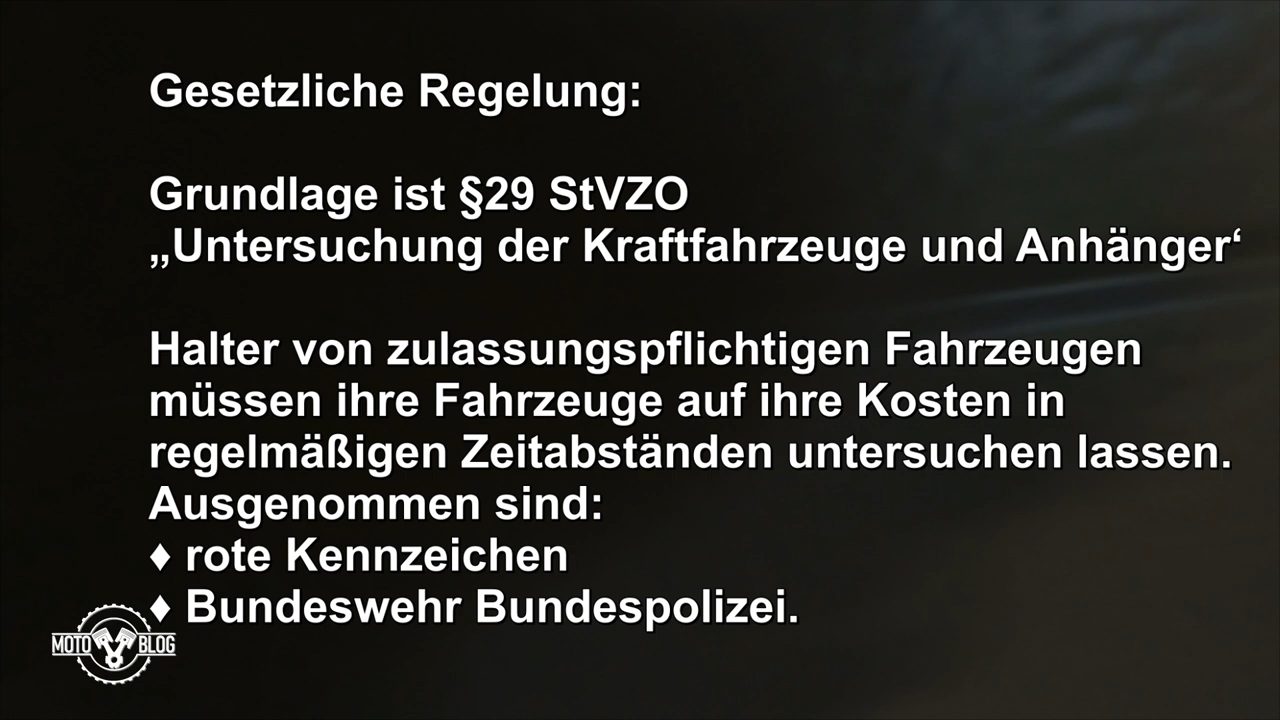 Gesetzliche Regelung:
Grundlage ist §29 StVZO
„Untersuchung der Kraftfahrzeuge und Anhänger‘
Halter von zulassungspflichtigen Fahrzeugen
müssen ihre Fahrzeuge auf ihre Kosten in
regelmäßigen Zeitabständen untersuchen lassen.
Ausgenommen sind:
♦ rote Kennzeichen
♦ Bundeswehr Bundespolizei.
MOTO BLOG